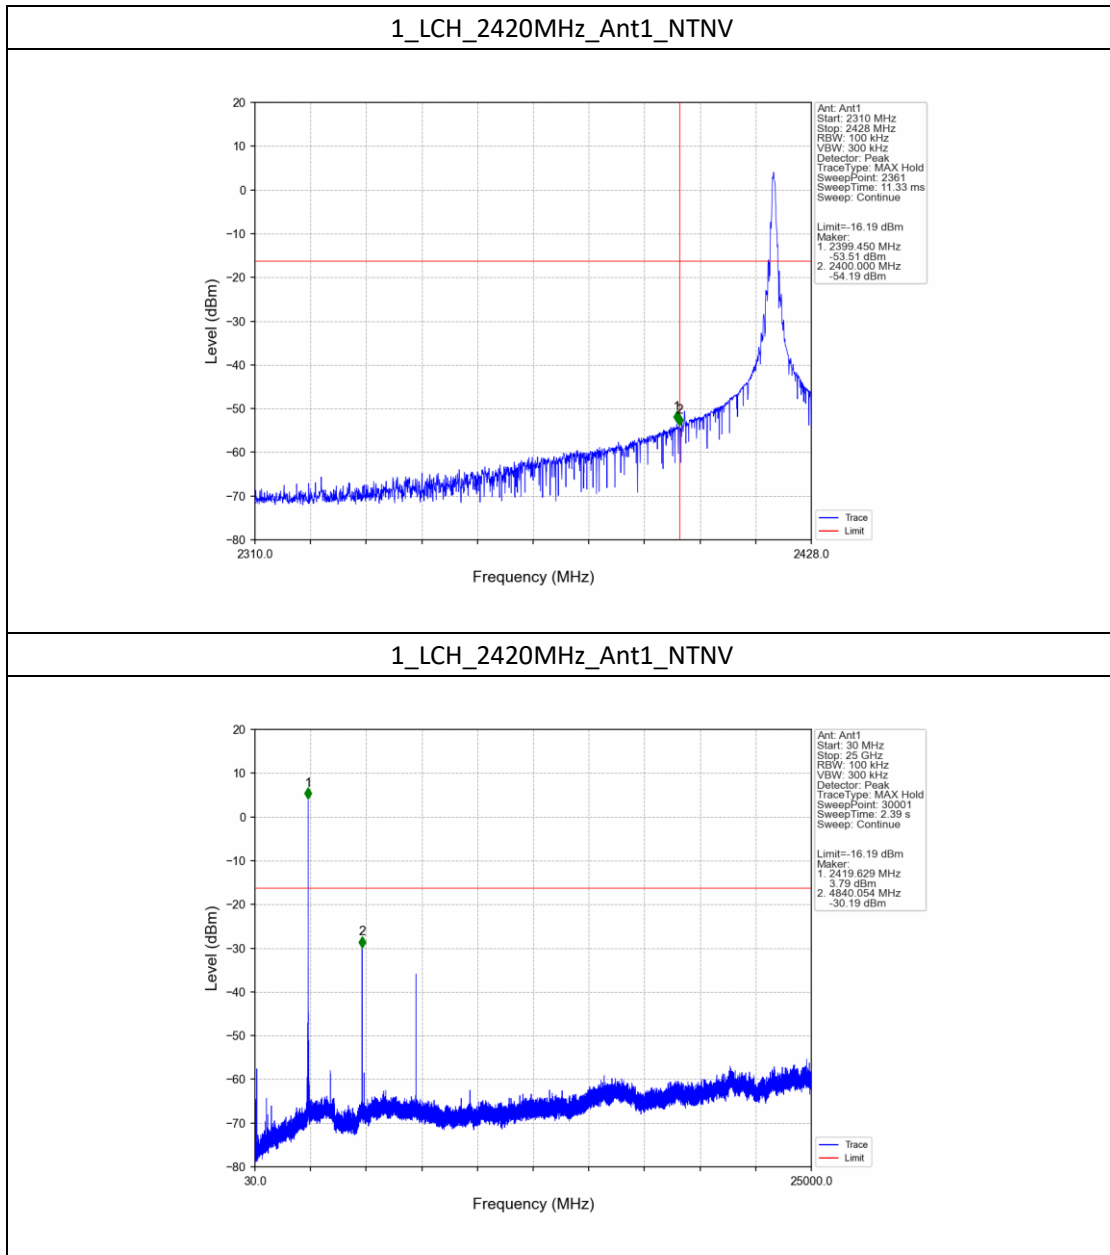 1_LCH_2420MHz_Ant1_NTNV
20
10
0
−10
−20
−30
−40
−50
−60
−70
−80
Level (dBm)
2310.0
2428.0
Frequency (MHz)
1
2
Ant: Ant1
Start: 2310 MHz
Stop: 2428 MHz
RBW: 100 kHz
VBW: 300 kHz
Detector: Peak
TraceType: MAX Hold
SweepPoint: 2361
SweepTime: 11.33 ms
Sweep: Continue
Limit=-16.19 dBm
Maker:
1. 2399.450 MHz
-53.51 dBm
2. 2400.000 MHz
-54.19 dBm
Trace
Limit
1_LCH_2420MHz_Ant1_NTNV
20
10
0
−10
−20
−30
−40
−50
−60
−70
−80
Level (dBm)
30.0
25000.0
Frequency (MHz)
1
2
Ant: Ant1
Start: 30 MHz
Stop: 25 GHz
RBW: 100 kHz
VBW: 300 kHz
Detector: Peak
TraceType: MAX Hold
SweepPoint: 30001
SweepTime: 2.39 s
Sweep: Continue
Limit=-16.19 dBm
Maker:
1. 2419.629 MHz
3.79 dBm
2. 4840.054 MHz
-30.19 dBm
Trace
Limit